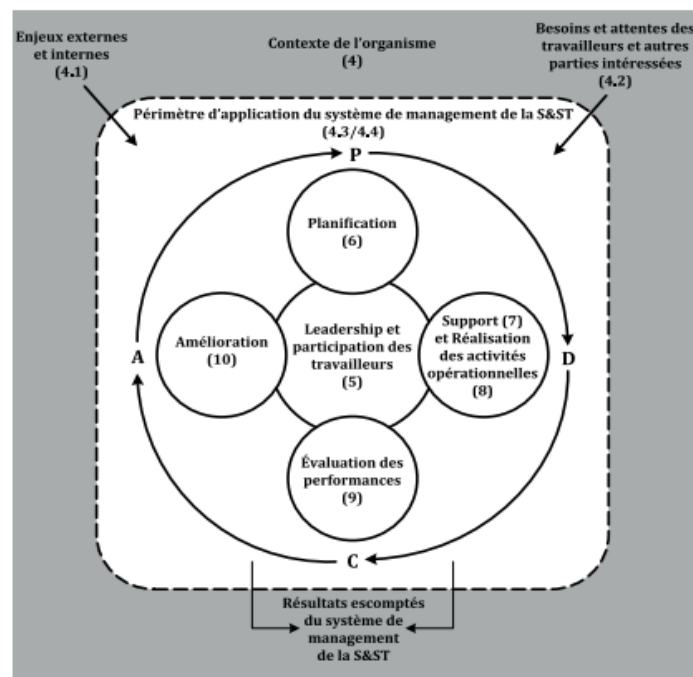 Enjeux externes
et internes
(4.1)
Contexte de l'organisme
(4)
Besoins et attentes des
travailleurs et autres
parties intéressées
(4.2)
Périmètre d'application du système de management de la S&ST
(4.3/4.4)
P
Planification
(6)
A
Amélioration
(10)
Leadership et
participation des
travailleurs
(5)
Support (7)
et Réalisation
des activités
opérationnelles
(8)
D
Évaluation des
performances
(9)
C
Résultats escomptés
du système de
management
de la S&ST